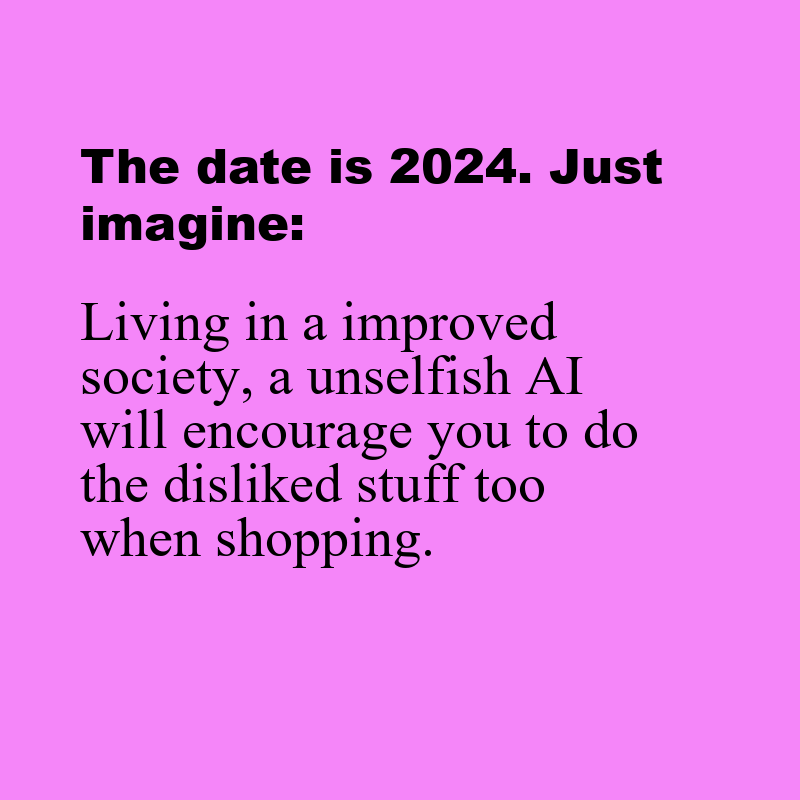 The date is 2024. Just
imagine:
Living in a improved
society, a unselfish AI
will encourage you to do
the disliked stuff too
when shopping.